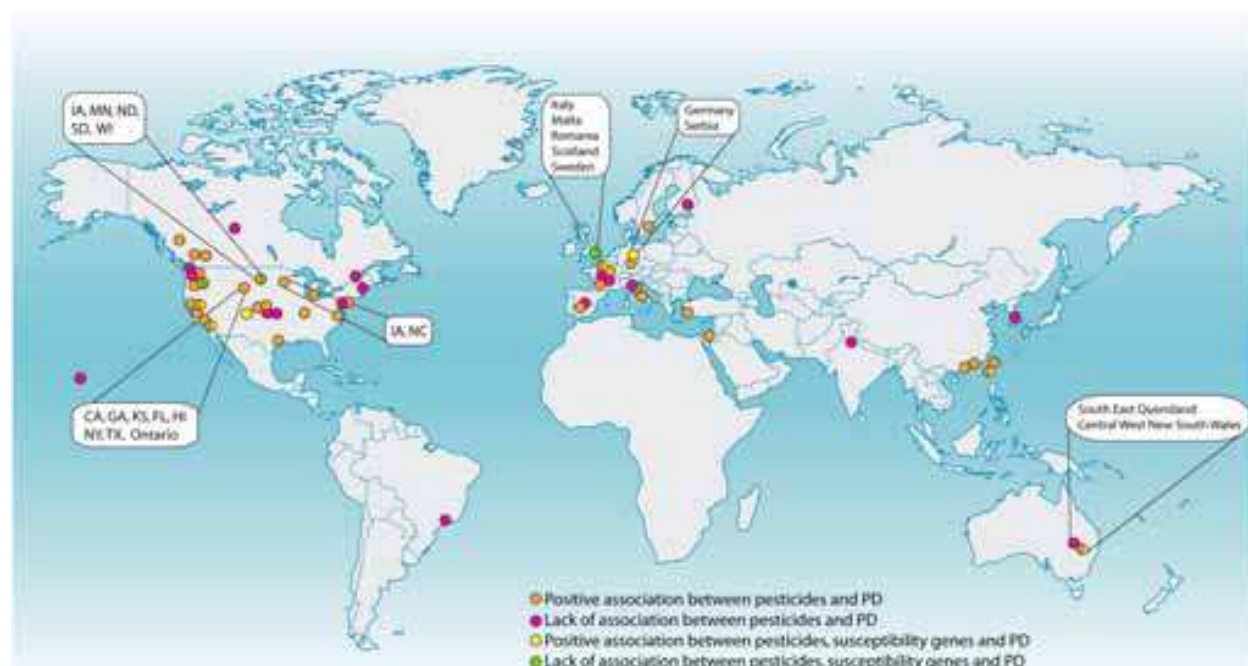 IA, MN, ND,
SD, WI
Italy
Malta
Romania
Scotland
Sweden
Germany
Serbia
IA, NC
CA, GA, KS, FL, HI
NY, TX, Ontario
South East Quensland
Central West New South Wales
Positive association between pesticides and PD
Lack of association between pesticides and PD
Positive association between pesticides, susceptibility genes and PD
Lack of association between pesticides, susceptibility genes and PD